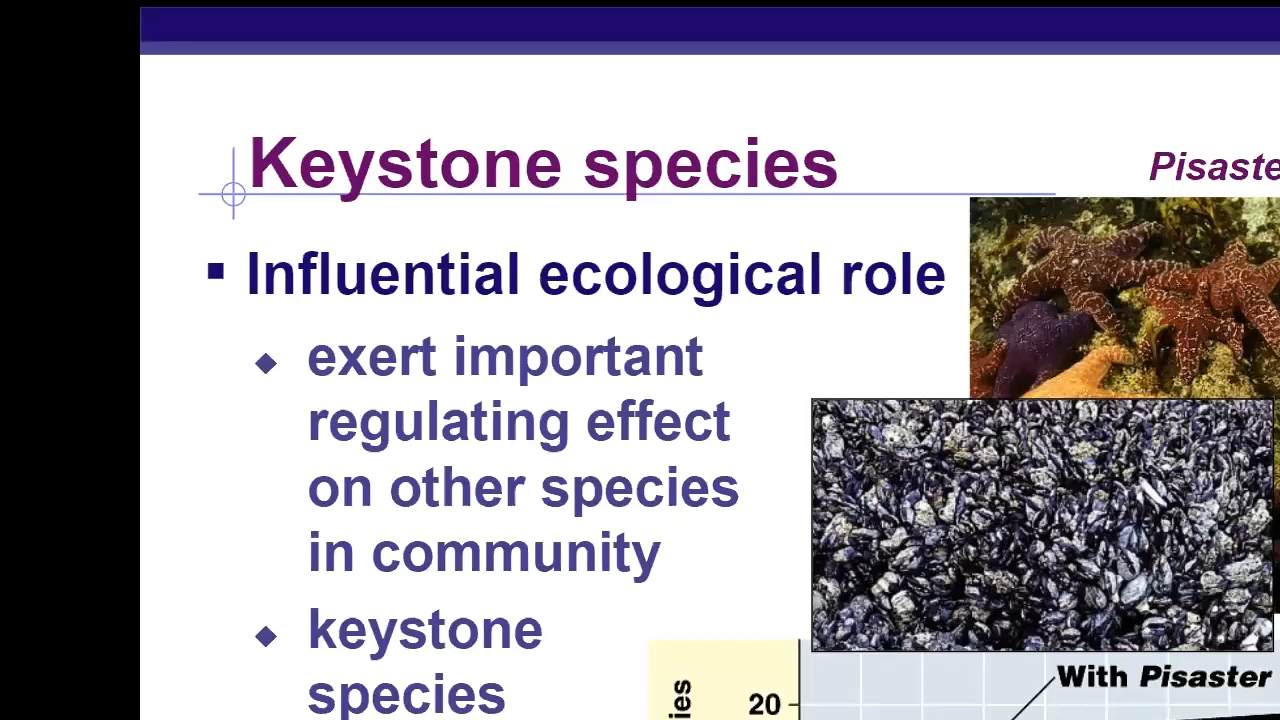 Keystone species
Pisaste
Influential ecological role
exert important
regulating effect
on other species
in community
keystone
species
With Pisaster
ies
20